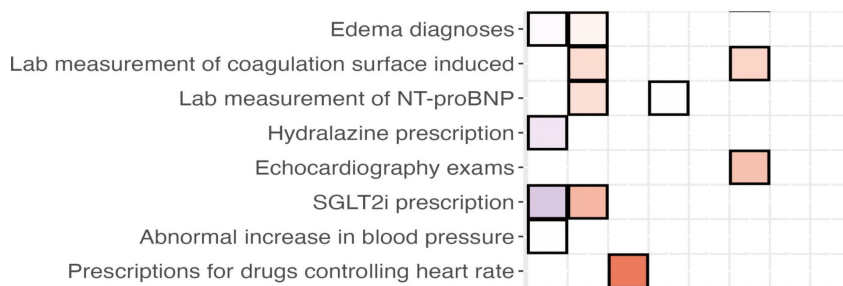 Edema diagnoses
Lab measurement of coagulation surface induced
Lab measurement of NT-proBNP
Hydralazine prescription
Echocardiography exams
SGLT2i prescription
Abnormal increase in blood pressure
Prescriptions for drugs controlling heart rate